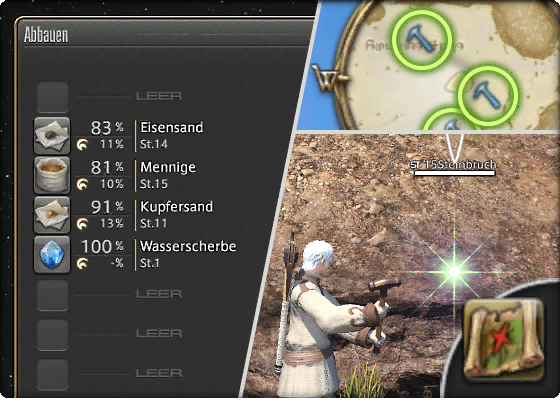 Abbauen
LEER
83% Eisensand
11% St.14
81% Mennige
10% St.15
91% Kupfersand
13% St.11
100% Wasserscherbe
-% St.1
LEER
LEER
LEER
ST 15Steinbruch